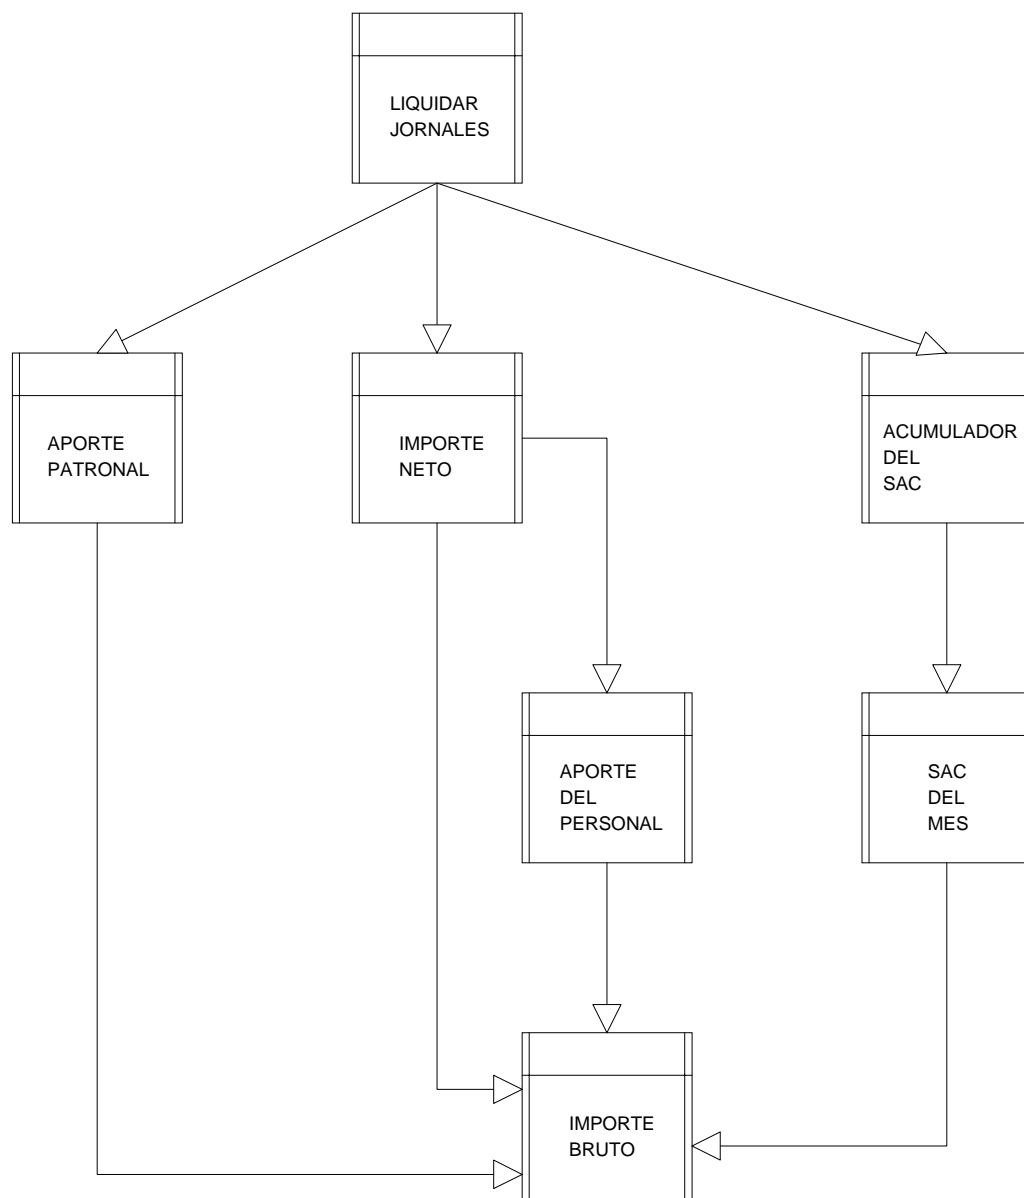 LIQUIDAR
JORNALES
APORTE
PATRONAL
IMPORTE
NETO
ACUMULADOR
DEL
SAC
APORTE
DEL
PERSONAL
SAC
DEL
MES
IMPORTE
BRUTO